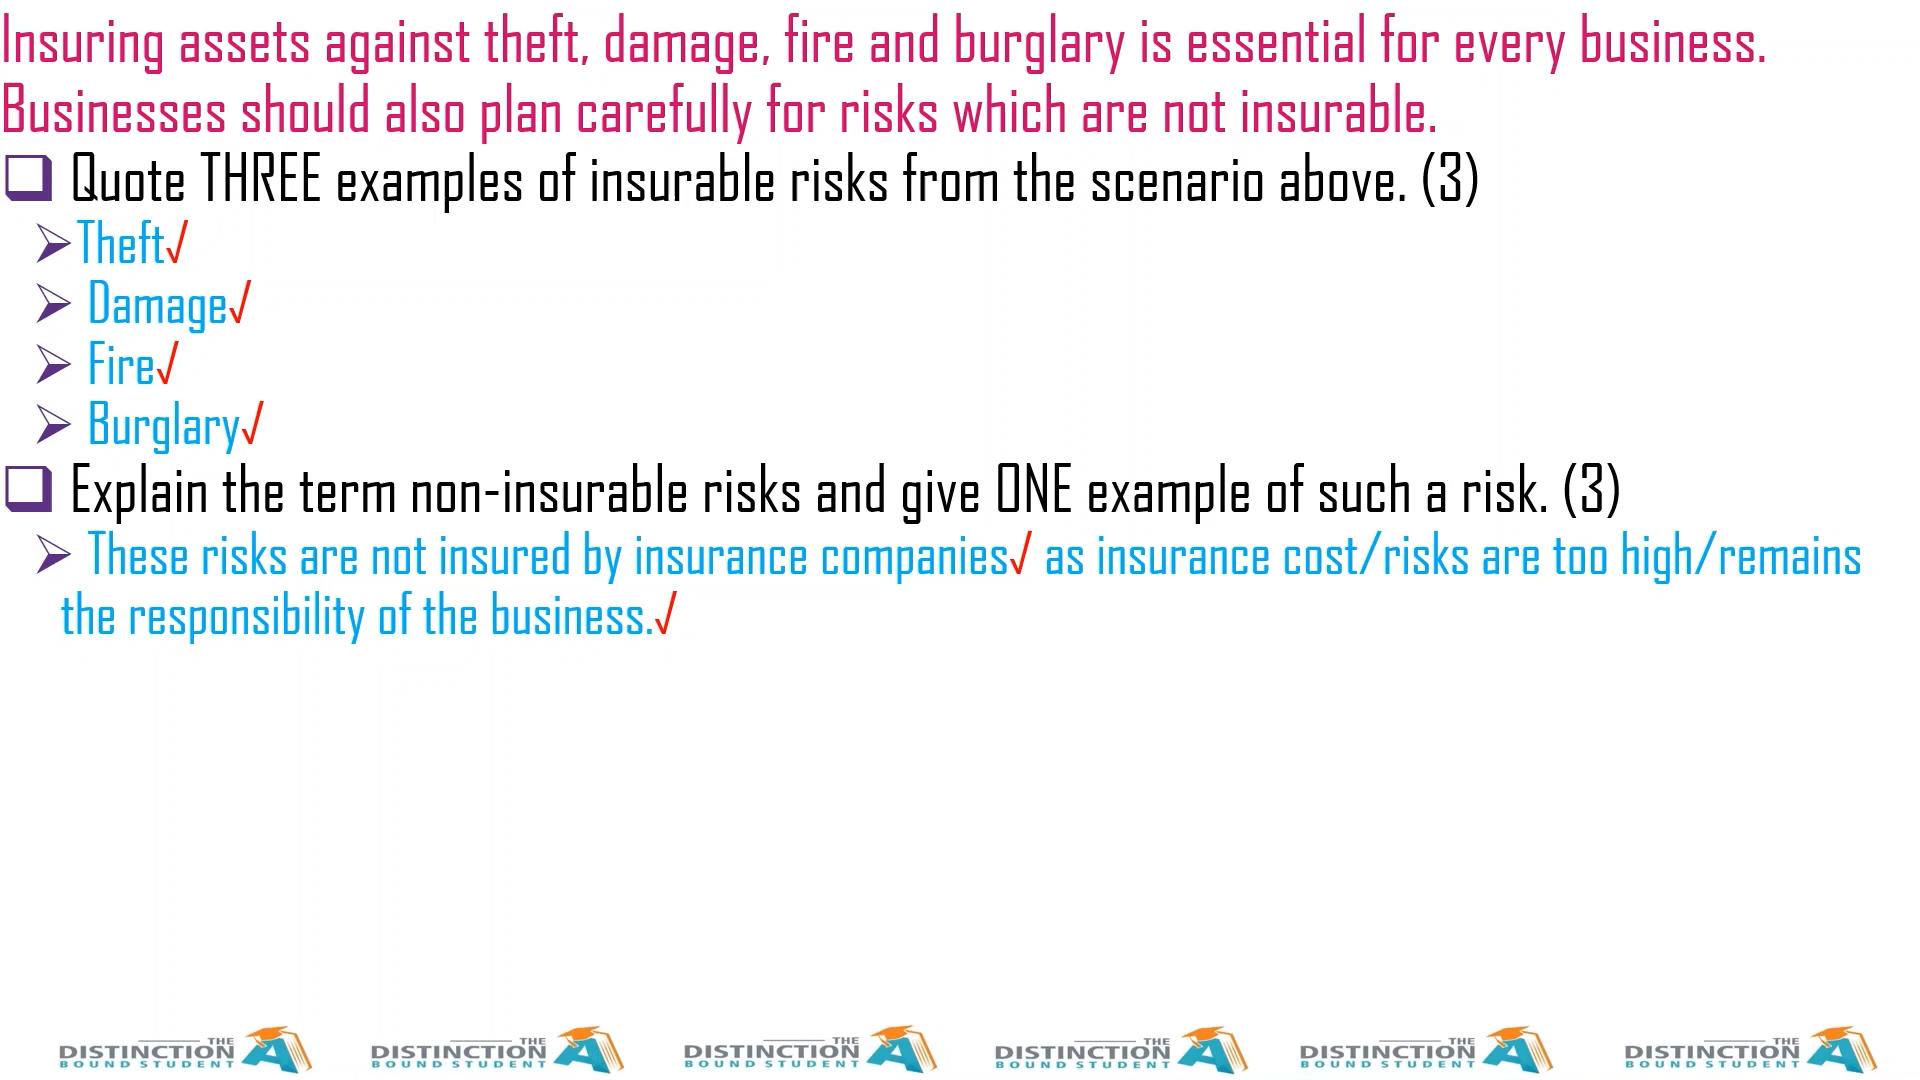 Insuring assets against theft, damage, fire and burglary is essential for every business.
Businesses should also plan carefully for risks which are not insurable.
❑ Quote THREE examples of insurable risks from the scenario above. (3)
➢Theft√
➢ Damage√
➢ Fire√
➢ Burglary√
❑ Explain the term non-insurable risks and give ONE example of such a risk. (3)
➢ These risks are not insured by insurance companies√ as insurance cost/risks are too high/remains
the responsibility of the business.√
THE DISTINCTION BOUND STUDENT
THE DISTINCTION BOUND STUDENT
THE DISTINCTION BOUND STUDENT
THE DISTINCTION BOUND STUDENT
THE DISTINCTION BOUND STUDENT
THE DISTINCTION BOUND STUDENT